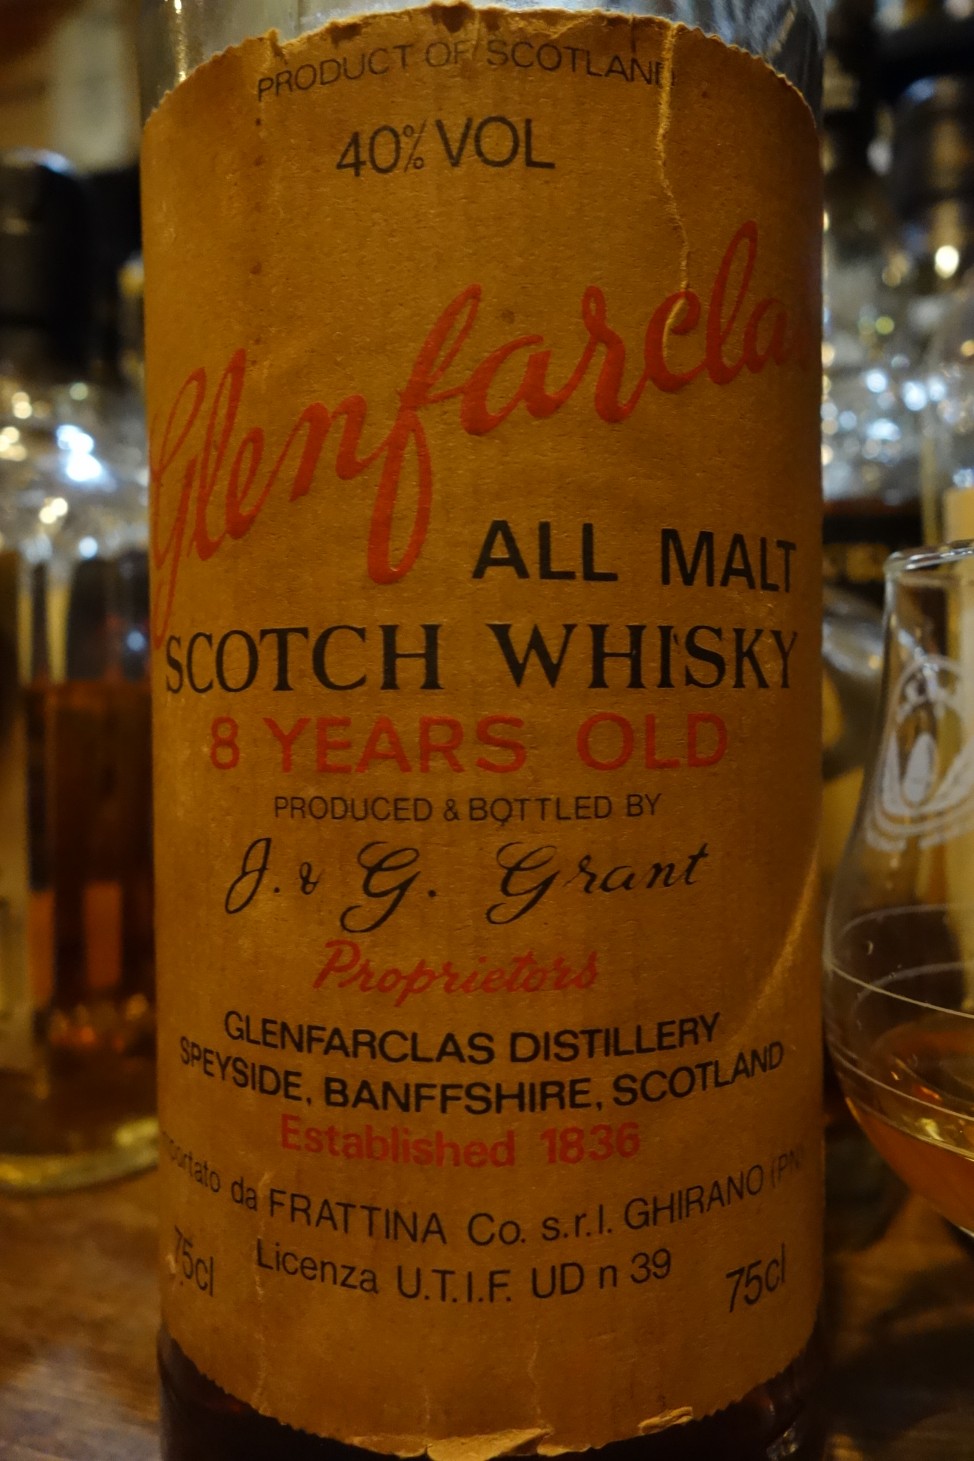 PRODUCT OF SCOTLAND
40% VOL
Glenfarclas
ALL MALT
SCOTCH WHISKY
8 YEARS OLD
PRODUCED & BOTTLED BY
J. & G. Grant
Proprietors
GLENFARCLAS DISTILLERY
SPEYSIDE, BANFFSHIRE, SCOTLAND
Established 1836
da FRATTINA Co. s.r.l. GHIRANO (PN)
Licenza U.T.I.F. UD n 39
75cl 75cl